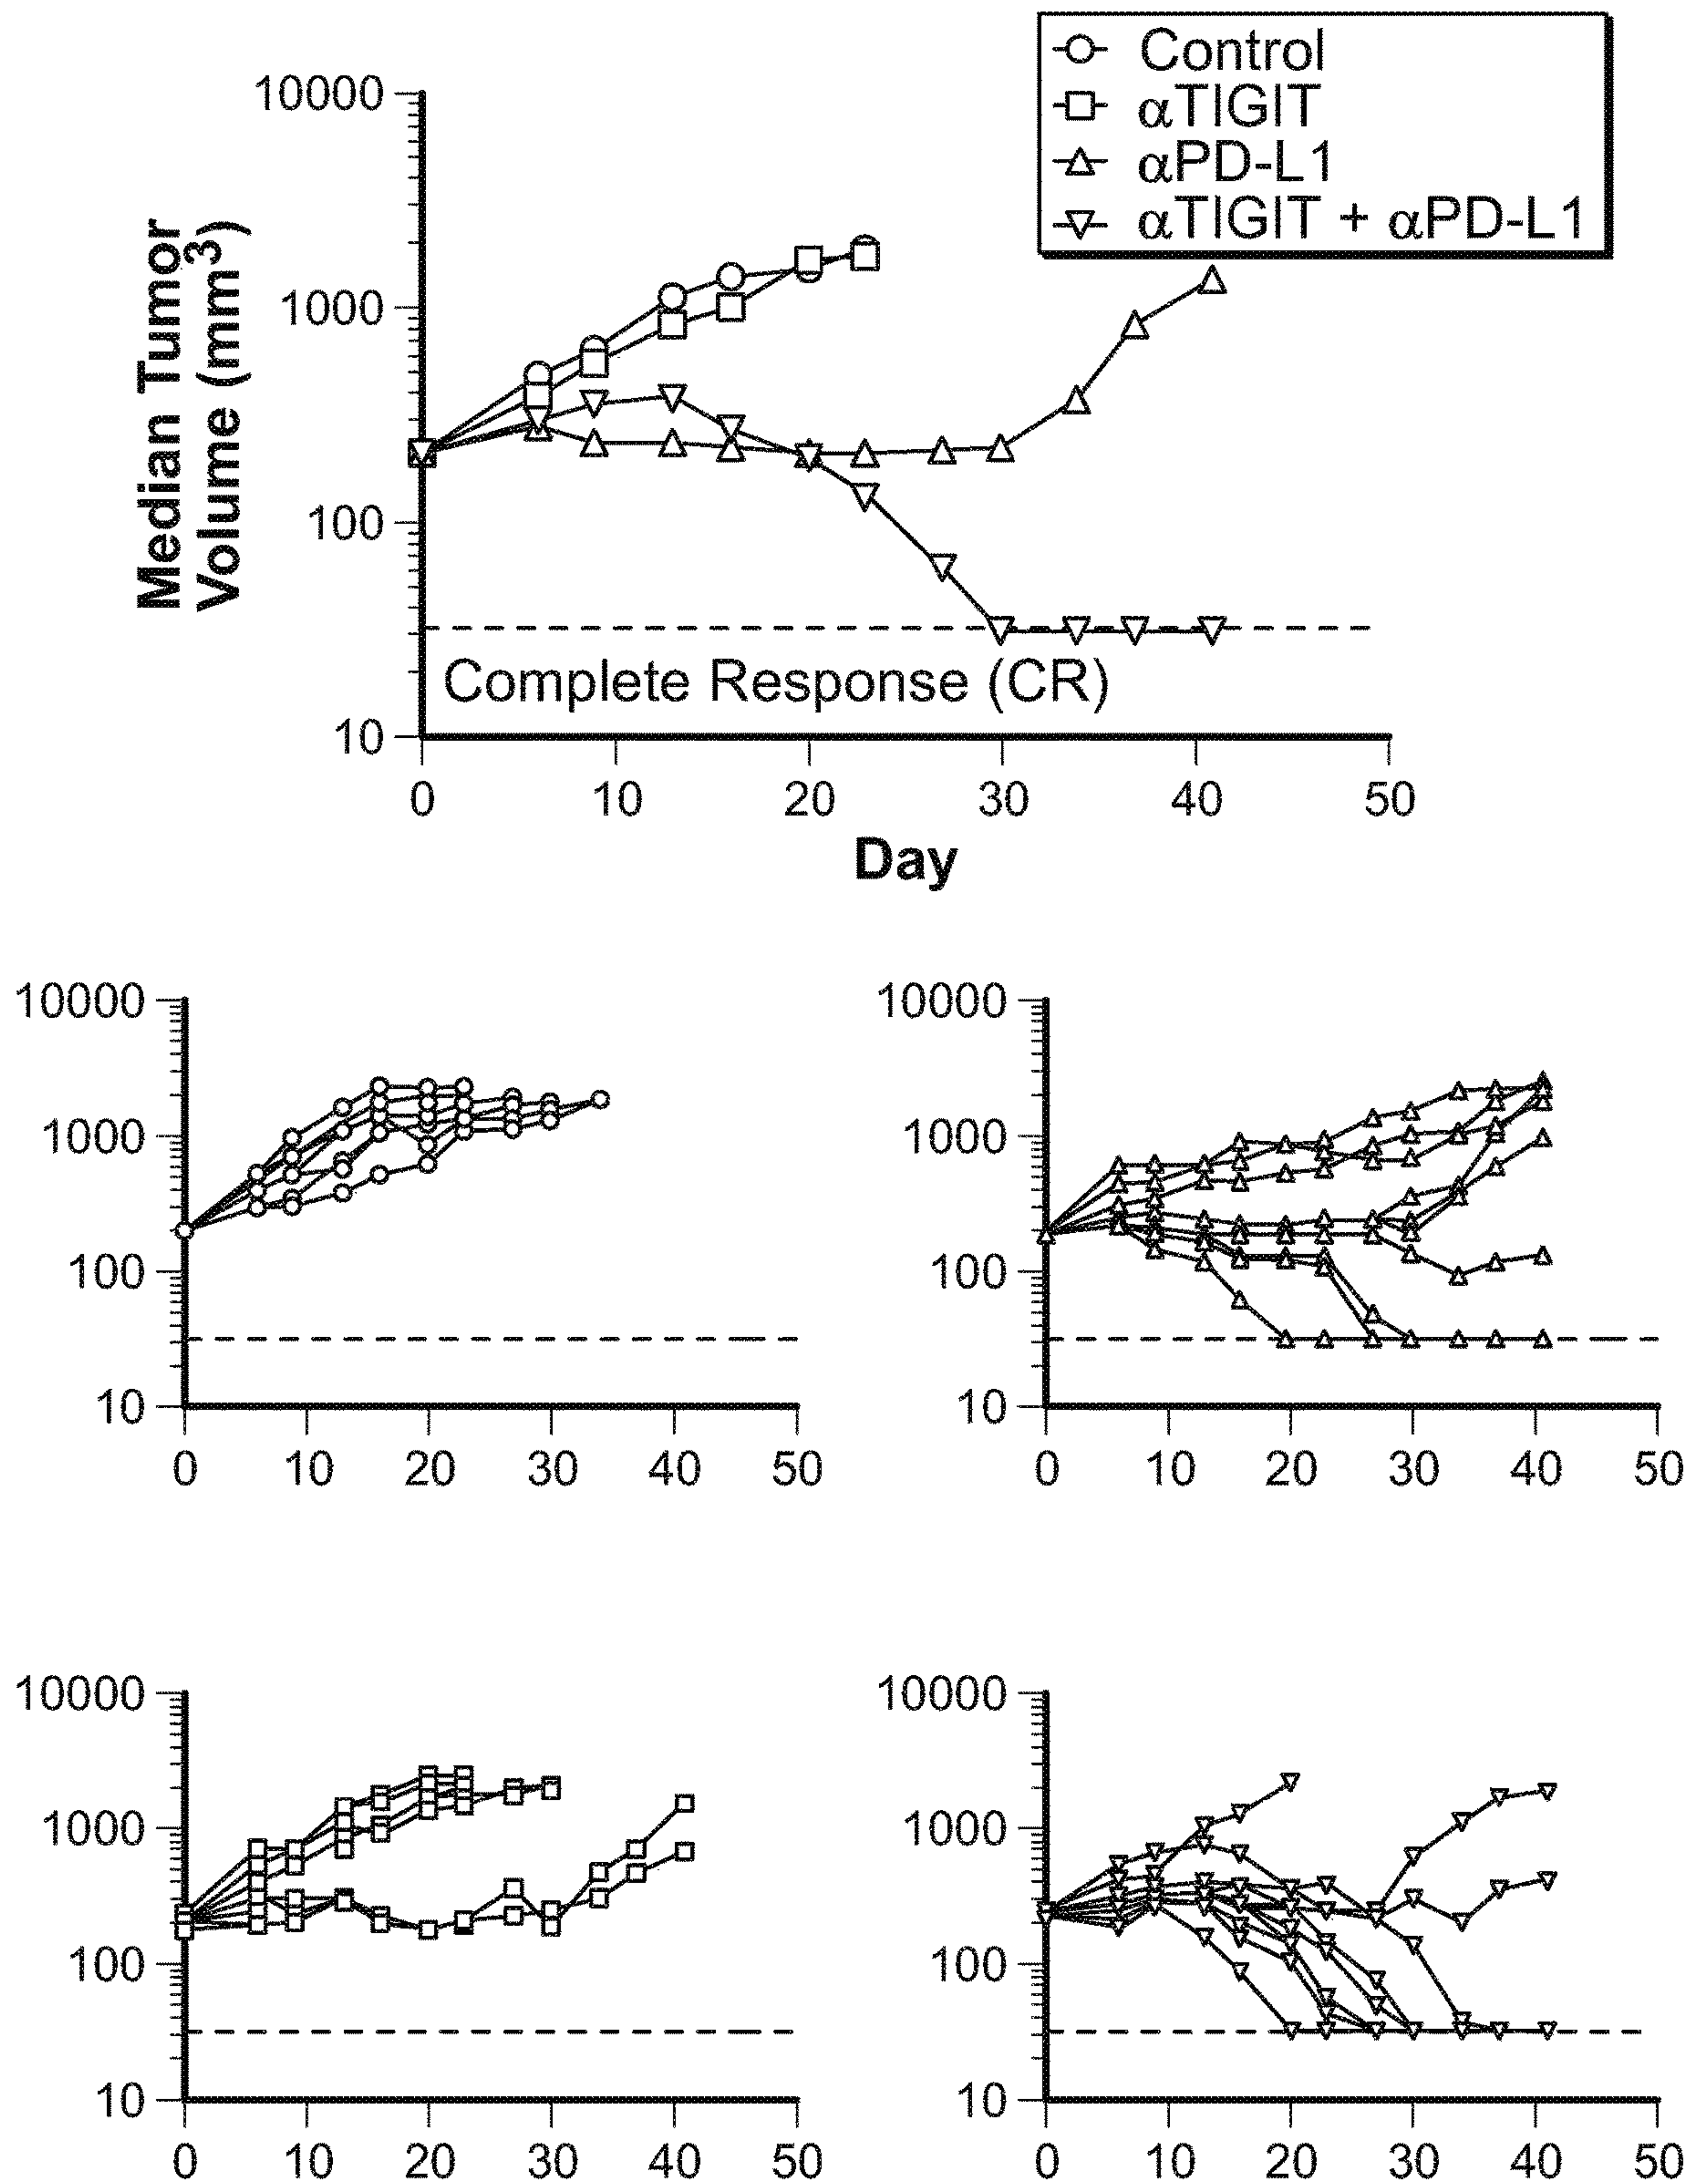 Control
αTIGIT
αPD-L1
αTIGIT + αPD-L1
10000
1000
100
10
Median Tumor
Volume (mm³)
Complete Response (CR)
0 10 20 30 40 50
Day
10000
1000
100
10
0 10 20 30 40 50
10000
1000
100
10
0 10 20 30 40 50
10000
1000
100
10
0 10 20 30 40 50
10000
1000
100
10
0 10 20 30 40 50